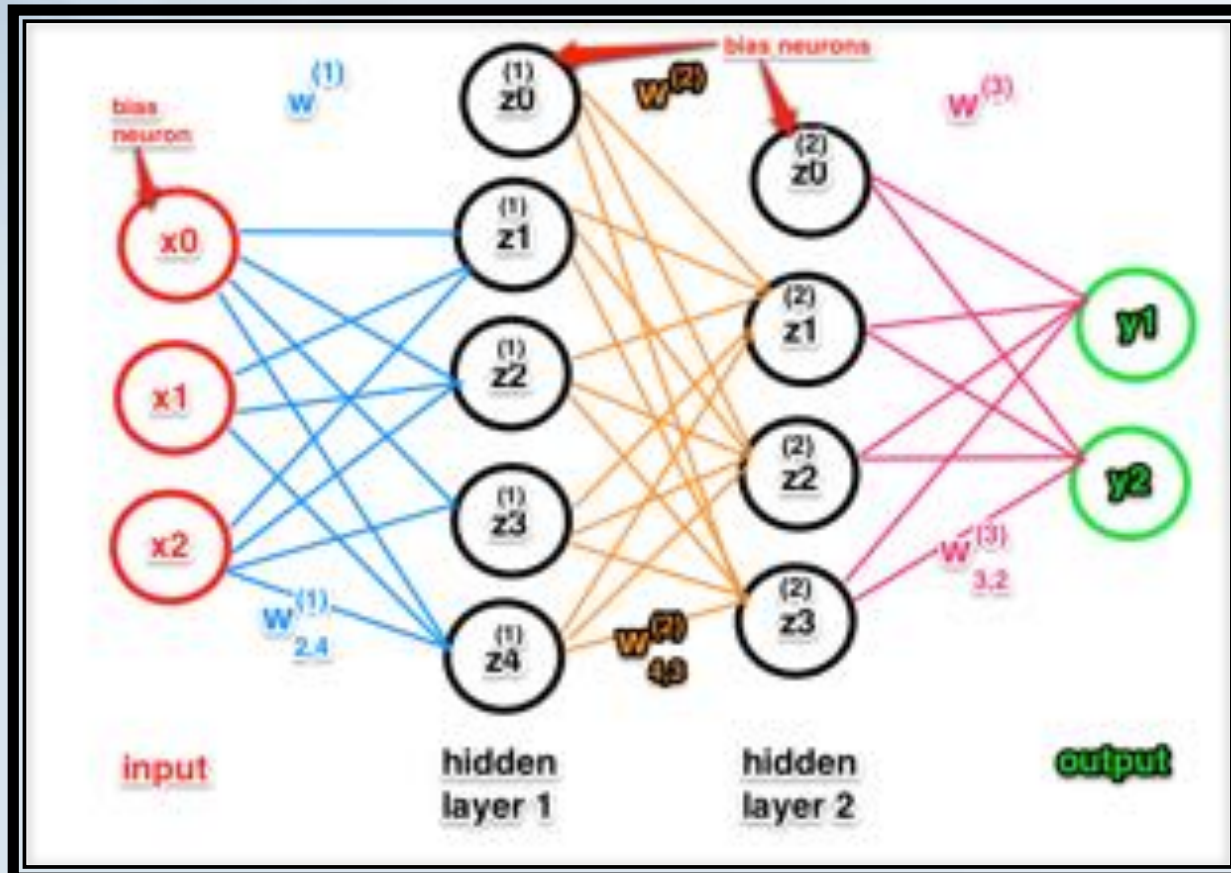 bias neurons
w(1)
w(2)
w(3)
bias
neuron
(1)
z0
(2)
z0
x0
(1)
z1
(2)
z1
y1
x1
(1)
z2
(2)
z2
y2
x2
(1)
z3
(2)
z3
w(3)
3,2
w(1)
2,4
(1)
z4
w(2)
4,3
input
hidden
layer 1
hidden
layer 2
output